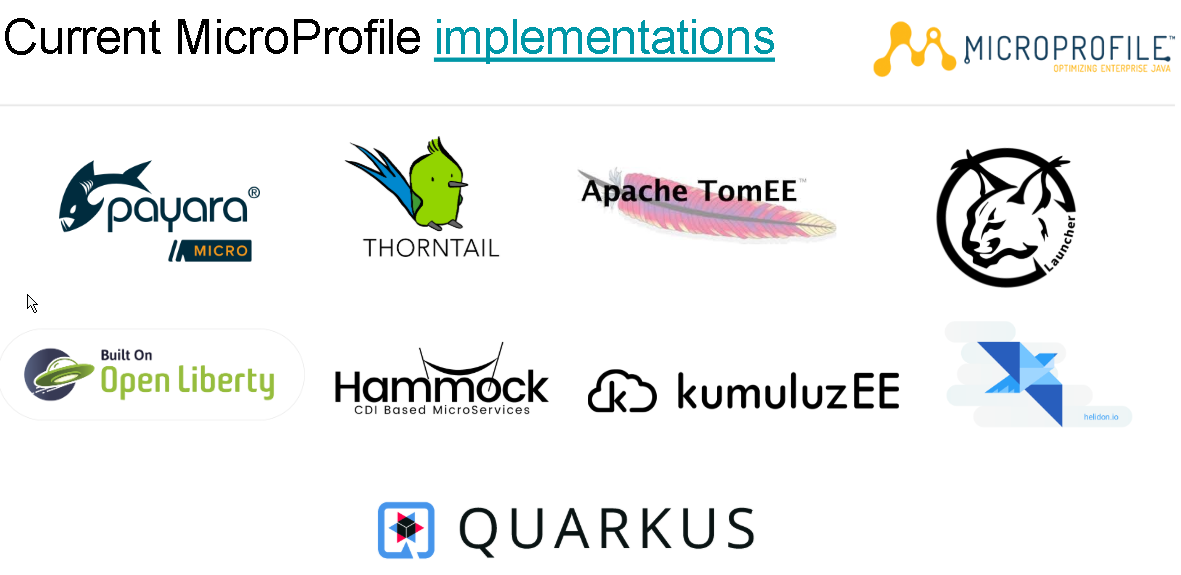 Current MicroProfile implementations
MICROPROFILE™
OPTIMIZING ENTERPRISE JAVA
payara®
MICRO
THORNTAIL
Apache TomEE™
Launcher
Built On
Open Liberty
Hammock
CDI Based MicroServices
kumuluzEE
helidon.io
QUARKUS